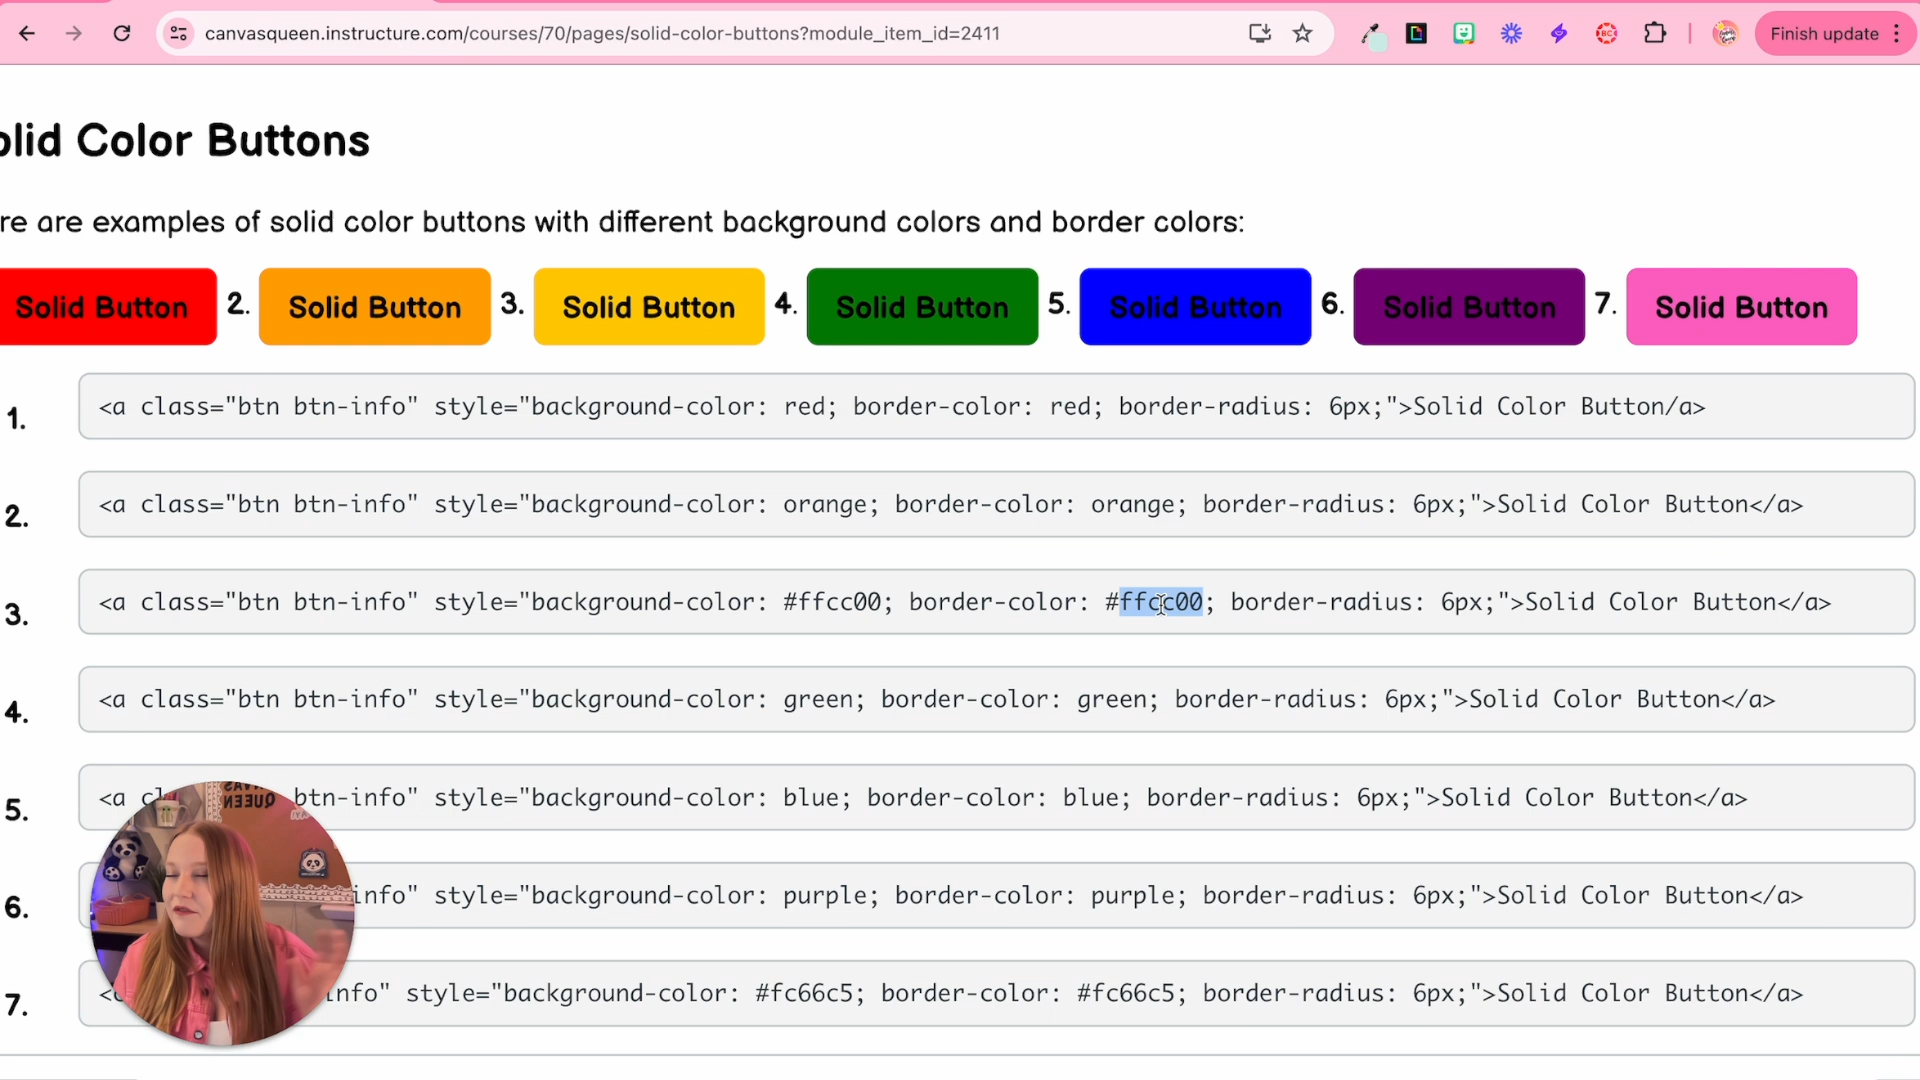 canvasqueen.instructure.com/courses/70/pages/solid-color-buttons?module_item_id=2411
Finish update
olid Color Buttons
re are examples of solid color buttons with different background colors and border colors:
Solid Button 2. Solid Button 3. Solid Button 4. Solid Button 5. Solid Button 6. Solid Button 7. Solid Button
1. <a class="btn btn-info" style="background-color: red; border-color: red; border-radius: 6px;">Solid Color Button/a>
2. <a class="btn btn-info" style="background-color: orange; border-color: orange; border-radius: 6px;">Solid Color Button</a>
3. <a class="btn btn-info" style="background-color: #ffcc00; border-color: #ffcc00; border-radius: 6px;">Solid Color Button</a>
4. <a class="btn btn-info" style="background-color: green; border-color: green; border-radius: 6px;">Solid Color Button</a>
5. <a cl btn-info" style="background-color: blue; border-color: blue; border-radius: 6px;">Solid Color Button</a>
6. info" style="background-color: purple; border-color: purple; border-radius: 6px;">Solid Color Button</a>
7. info" style="background-color: #fc66c5; border-color: #fc66c5; border-radius: 6px;">Solid Color Button</a>
QUEEN